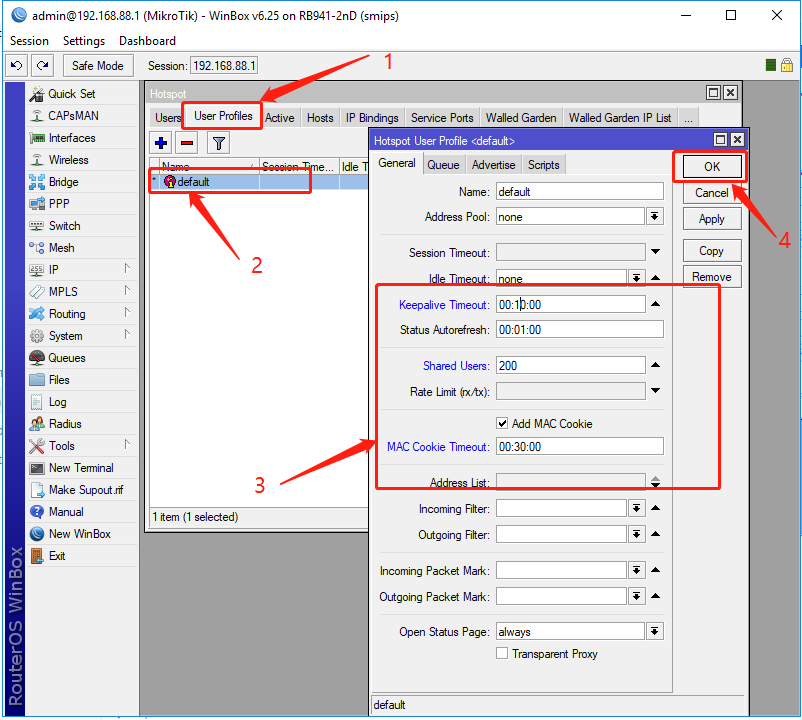 admin@192.168.88.1 (MikroTik) - WinBox v6.25 on RB941-2nD (smips)
Session Settings Dashboard
Safe Mode Session: 192.168.88.1
1
Quick Set
CAPsMAN
Interfaces
Wireless
Bridge
PPP
Switch
Mesh
IP
MPLS
Routing
System
Queues
Files
Log
Radius
Tools
New Terminal
Make Supout.rif
Manual
New WinBox
Exit
RouterOS WinBox
Hotspot
Users User Profiles Active Hosts IP Bindings Service Ports Walled Garden Walled Garden IP List ...
Name Session Time... Idle T
* default
2
3
1 item (1 selected)
Hotspot User Profile <default>
General Queue Advertise Scripts
Name: default
Address Pool: none
Session Timeout:
Idle Timeout: none
Keepalive Timeout: 00:10:00
Status Autorefresh: 00:01:00
Shared Users: 200
Rate Limit (rx/tx):
Add MAC Cookie
MAC Cookie Timeout: 00:30:00
Address List:
Incoming Filter:
Outgoing Filter:
Incoming Packet Mark:
Outgoing Packet Mark:
Open Status Page: always
Transparent Proxy
OK
Cancel
Apply
4
Copy
Remove
default